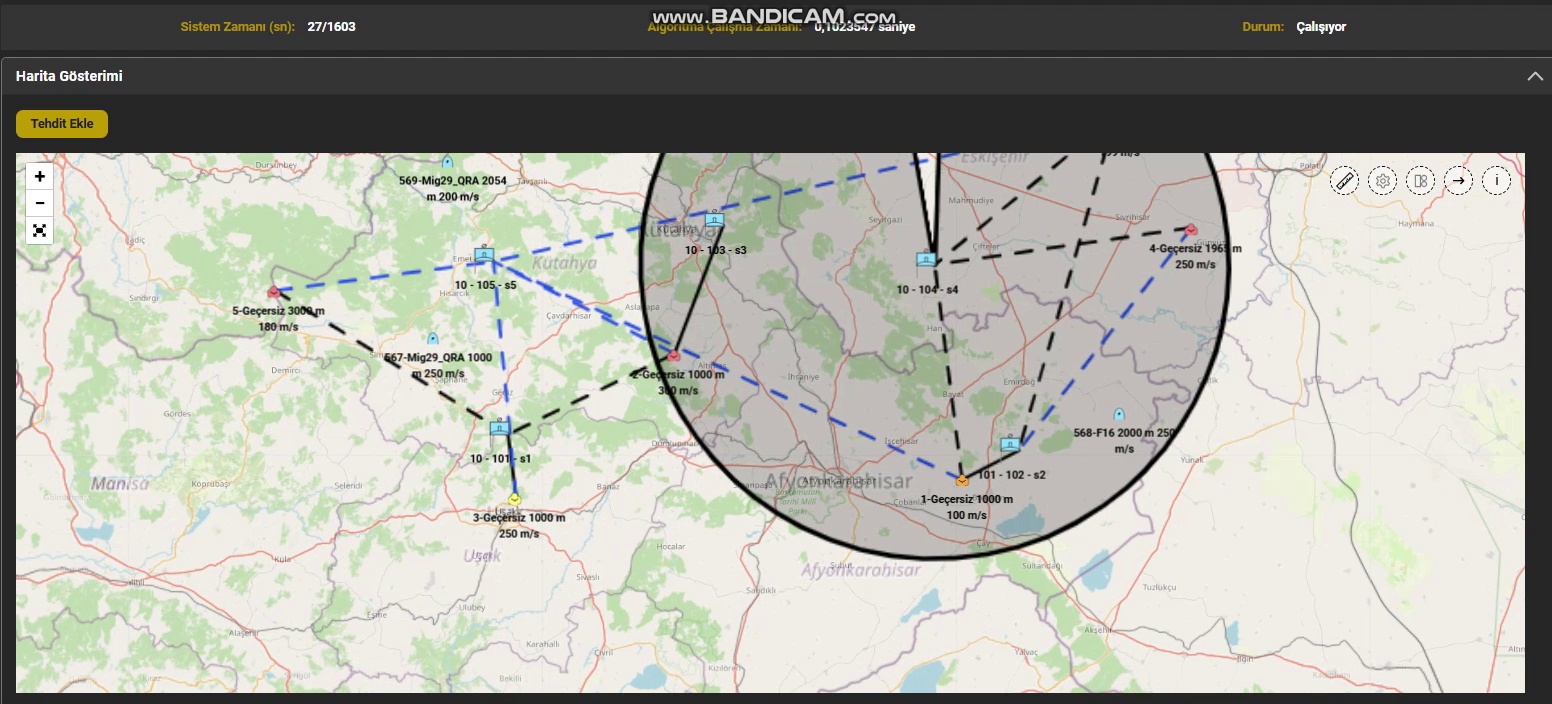 www.BANDICAM.com
Sistem Zamanı (sn): 27/1603
Algoritma Çalışma Zamanı: 0,1023547 saniye
Durum: Çalışıyor
Harita Gösterimi
Tehdit Ekle
+
−
Dursunbey
Tavşanlı
569-Mig29_QRA 2054
m 200 m/s
Eskişehir
Polatlı
Mahmudiye
Sivrihisar
Seyitgazi
Haymana
Kütahya
Kütahya
10 - 103 - s3
Çifteler
4-Geçersiz 1965 m
250 m/s
Emet
Kütahya
10 - 105 - s5
Hisarcık
10 - 104 - s4
Sındırgı
5-Geçersiz 3000 m
180 m/s
Çavdarhisar
Aslanapa
Han
567-Mig29_QRA 1000
m 250 m/s
Demirci
Şaphane
Gediz
Altıntaş
2-Geçersiz 1000 m
300 m/s
İhsaniye
Emirdağ
Bayat
Gördes
Dumlupınar
İscehisar
568-F16 2000 m 250
m/s
10 - 101 - s1
Yunak
101 - 102 - s2
Manisa
Köprübaşı
Selendi
Banaz
Sinanpaşa
Afyonkarahisar
Afyonkarahisar
1-Geçersiz 1000 m
100 m/s
Uşak
3-Geçersiz 1000 m
250 m/s
Çay
Hocalar
Kula
Uşak
Şuhut
Afyonkarahisar
Sultandağı
Sivaslı
Sandıklı
Tuzlukçu
Ulubey
Eşme
Alaşehir
Akşehir
Karahallı
Çivril
Yalvaç
Ilgın
Kızılören
Bekilli